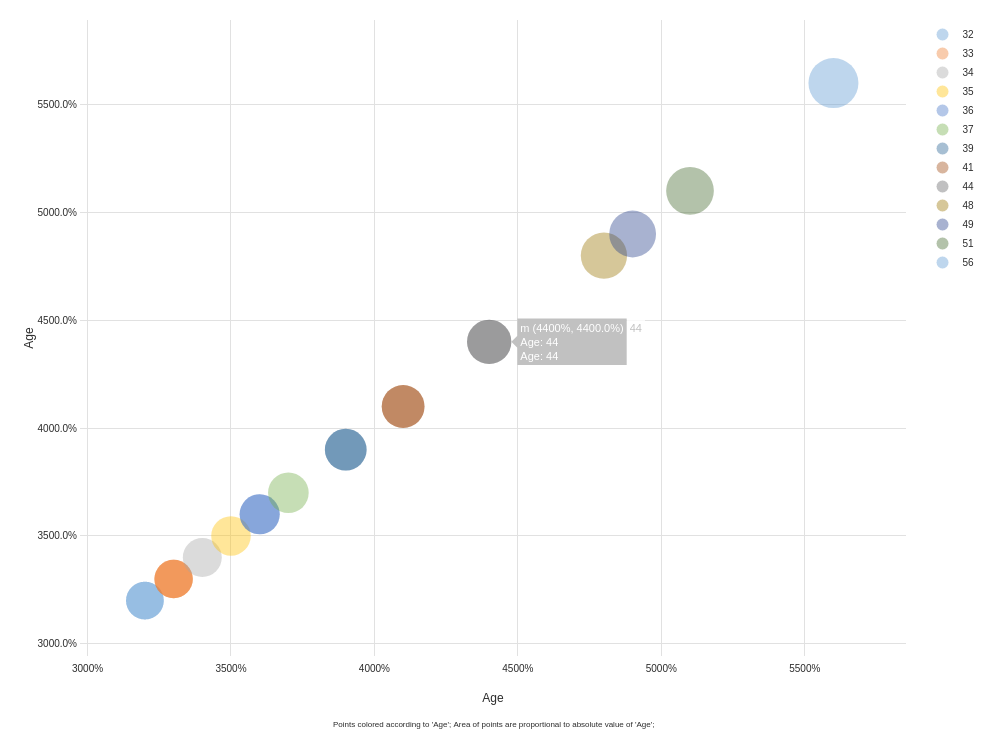 32
33
34
35
36
37
39
41
44
48
49
51
56
5500.0%
5000.0%
4500.0%
4000.0%
3500.0%
3000.0%
Age
m (4400%, 4400.0%) 44
Age: 44
Age: 44
3000% 3500% 4000% 4500% 5000% 5500%
Age
Points colored according to 'Age'; Area of points are proportional to absolute value of 'Age';